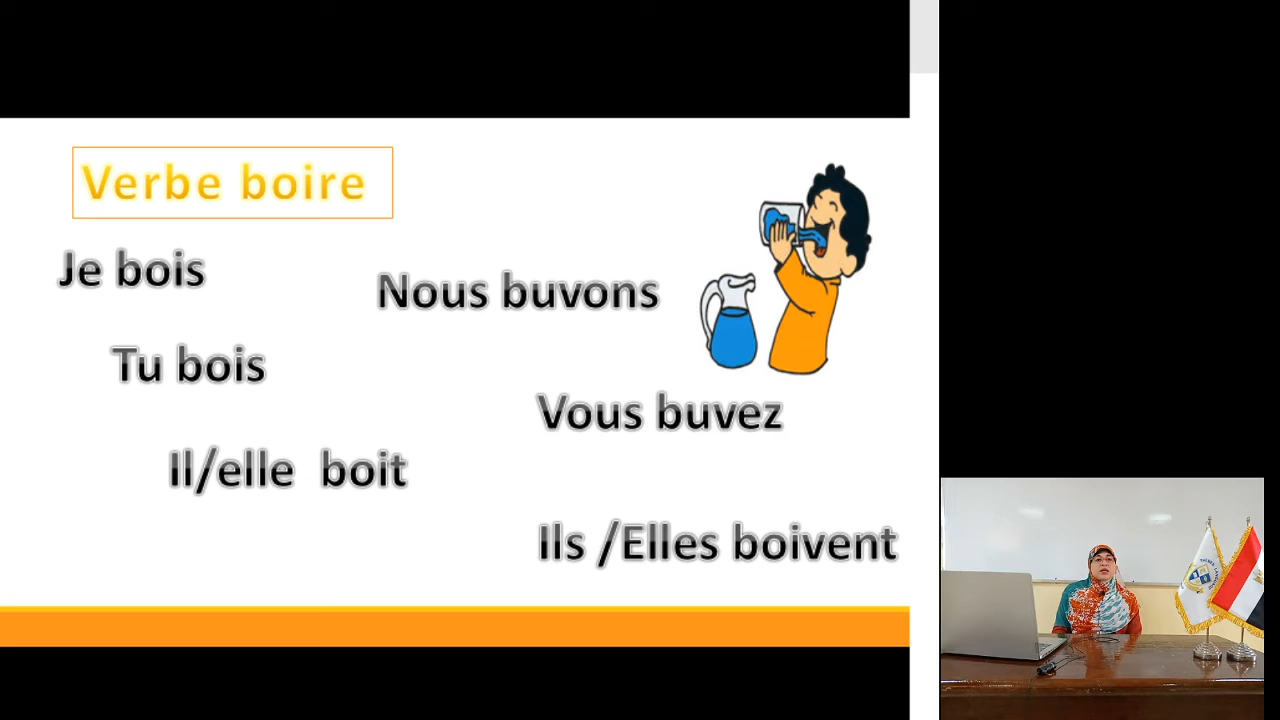 Verbe boire
Je bois
Tu bois
Il/elle  boit
Nous buvons
Vous buvez
Ils /Elles boivent